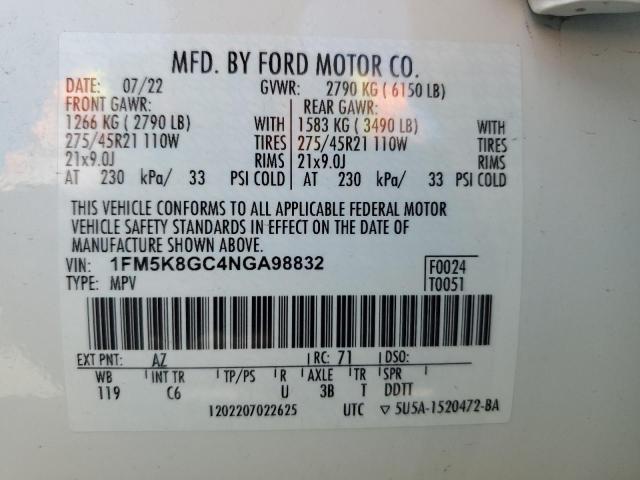 MFD. BY FORD MOTOR CO.
DATE: 07/22 GVWR: 2790 KG ( 6150 LB)
FRONT GAWR: REAR GAWR:
1266 KG ( 2790 LB) WITH 1583 KG ( 3490 LB) WITH
275/45R21 110W TIRES 275/45R21 110W TIRES
21x9.0J RIMS 21x9.0J RIMS
AT 230 kPa/ 33 PSI COLD AT 230 kPa/ 33 PSI COLD
THIS VEHICLE CONFORMS TO ALL APPLICABLE FEDERAL MOTOR
VEHICLE SAFETY STANDARDS IN EFFECT ON THE DATE OF
MANUFACTURE SHOWN ABOVE.
VIN: 1FM5K8GC4NGA98832 F0024
TYPE: MPV T0051
EXT PNT: AZ RC: 71 DSO:
WB INT TR TP/PS R AXLE TR SPR
119 C6 U 3B T DDTT
1202207022625 UTC ▽ 5U5A-1520472-BA